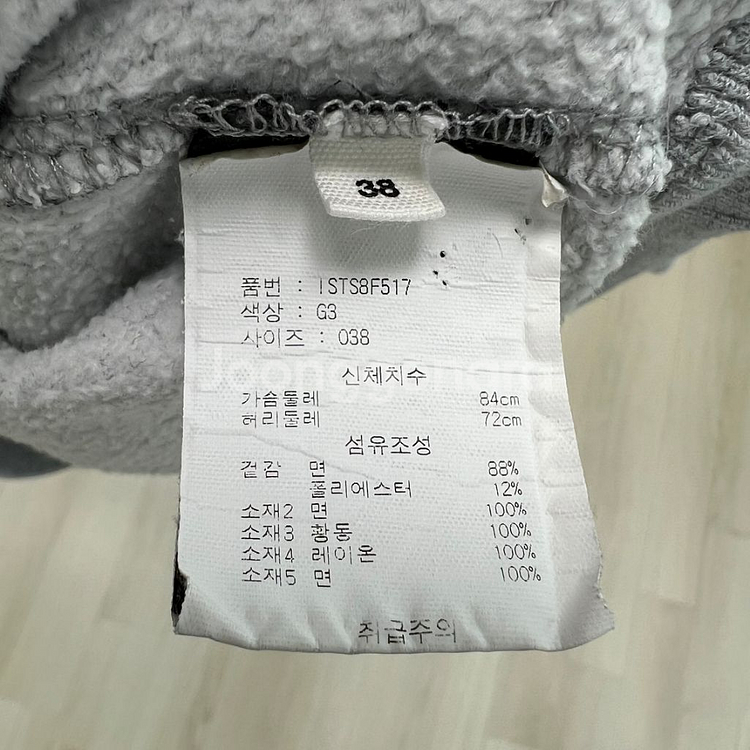 38
품번 : ISTS8F517
색상 : G3
사이즈 : 038
신체치수
가슴둘레 84cm
허리둘레 72cm
섬유조성
겉감 면 88%
폴리에스터 12%
소재2 면 100%
소재3 황동 100%
소재4 레이온 100%
소재5 면 100%
취급주의